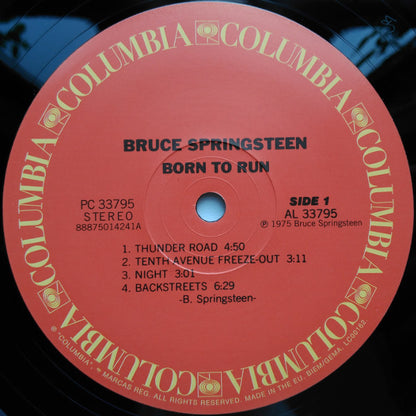 COLUMBIA COLUMBIA COLUMBIA COLUMBIA COLUMBIA COLUMBIA
BRUCE SPRINGSTEEN
BORN TO RUN
PC 33795
STEREO
88875014241A
SIDE 1
AL 33795
℗ 1975 Bruce Springsteen
1. THUNDER ROAD 4:50
2. TENTH AVENUE FREEZE-OUT 3:11
3. NIGHT 3:01
4. BACKSTREETS 6:29
-B. Springsteen-
® "COLUMBIA", MARCAS REG. ALL RIGHTS RESERVED. MADE IN THE EU. BIEM/GEMA. LC00162.